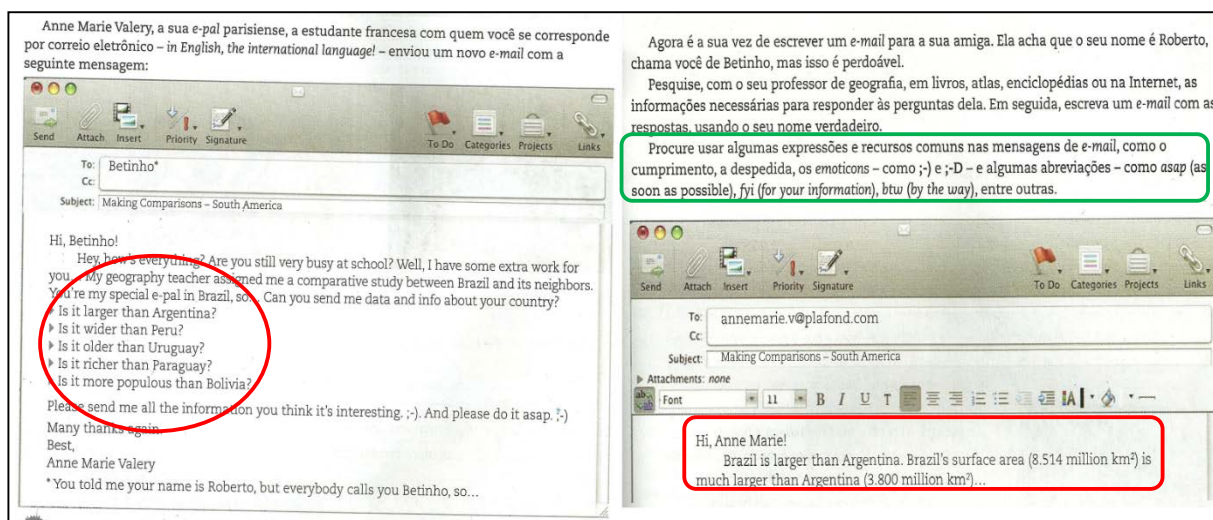 Anne Marie Valery, a sua e-pal parisiense, a estudante francesa com quem você se corresponde
por correio eletrônico – in English, the international language! – enviou um novo e-mail com a
seguinte mensagem:
Send Attach Insert Priority Signature To Do Categories Projects Links
To: Betinho*
Cc:
Subject: Making Comparisons – South America
Hi, Betinho!
Hey, how's everything? Are you still very busy at school? Well, I have some extra work for
you... My geography teacher assigned me a comparative study between Brazil and its neighbors.
You're my special e-pal in Brazil, so... Can you send me data and info about your country?
Is it larger than Argentina?
Is it wider than Peru?
Is it older than Uruguay?
Is it richer than Paraguay?
Is it more populous than Bolivia?
Please send me all the information you think it's interesting. ;-). And please do it asap. ;-)
Many thanks again.
Best,
Anne Marie Valery
*You told me your name is Roberto, but everybody calls you Betinho, so...
Agora é a sua vez de escrever um e-mail para a sua amiga. Ela acha que o seu nome é Roberto,
chama você de Betinho, mas isso é perdoável.
Pesquise, com o seu professor de geografia, em livros, atlas, enciclopédias ou na Internet, as
informações necessárias para responder às perguntas dela. Em seguida, escreva um e-mail com as
respostas, usando o seu nome verdadeiro.
Procure usar algumas expressões e recursos comuns nas mensagens de e-mail, como o
cumprimento, a despedida, os emoticons – como ;-) e ;-D – e algumas abreviações – como asap (as
soon as possible), fyi (for your information), btw (by the way), entre outras.
Send Attach Insert Priority Signature To Do Categories Projects Links
To: annemarie.v@plafond.com
Cc:
Subject: Making Comparisons – South America
Attachments: none
Font 11 B I U T
Hi, Anne Marie!
Brazil is larger than Argentina. Brazil's surface area (8.514 million km²) is
much larger than Argentina (3.800 million km²)...